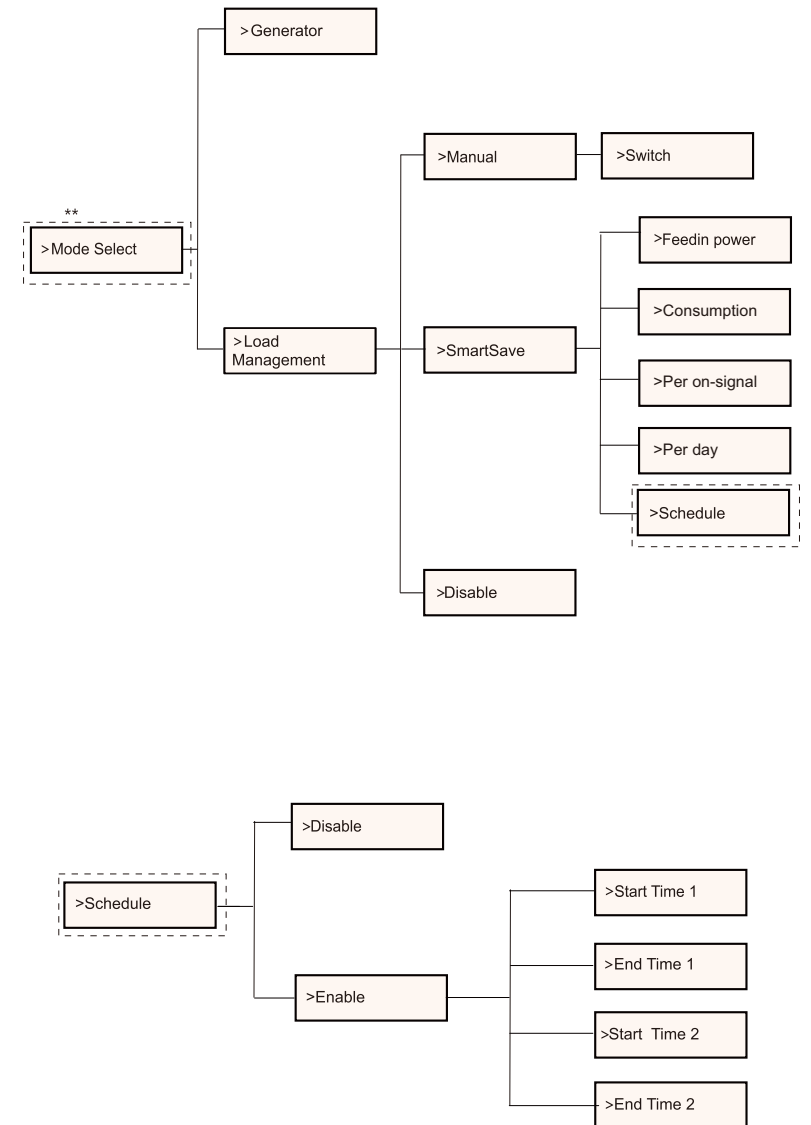 >Generator
>Manual
>Switch
**
>Mode Select
>Feedin power
>Consumption
>Load
Management
>SmartSave
>Per on-signal
>Per day
>Schedule
>Disable
>Disable
>Schedule
>Start Time 1
>End Time 1
>Enable
>Start  Time 2
>End Time 2